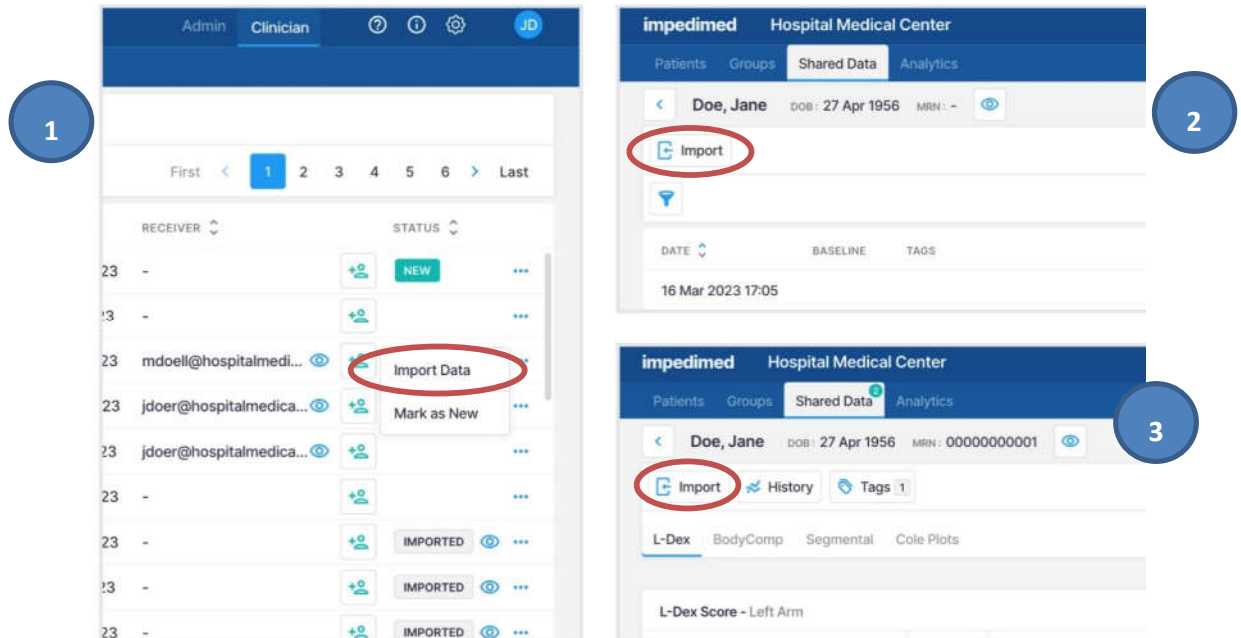 Admin Clinician JD
1
First < 1 2 3 4 5 6 > Last
RECEIVER STATUS
23 - NEW
23 -
23 mdoell@hospitalmedi...
Import Data
23 jdoer@hospitalmedica...
Mark as New
23 jdoer@hospitalmedica...
23 -
23 - IMPORTED
23 - IMPORTED
23 - IMPORTED
impedimed Hospital Medical Center
Patients Groups Shared Data Analytics
< Doe, Jane DOB: 27 Apr 1956 MRN: -
2
Import
DATE BASELINE TAGS
16 Mar 2023 17:05
impedimed Hospital Medical Center
Patients Groups Shared Data 2 Analytics
< Doe, Jane DOB: 27 Apr 1956 MRN: 00000000001
3
Import History Tags 1
L-Dex BodyComp Segmental Cole Plots
L-Dex Score - Left Arm